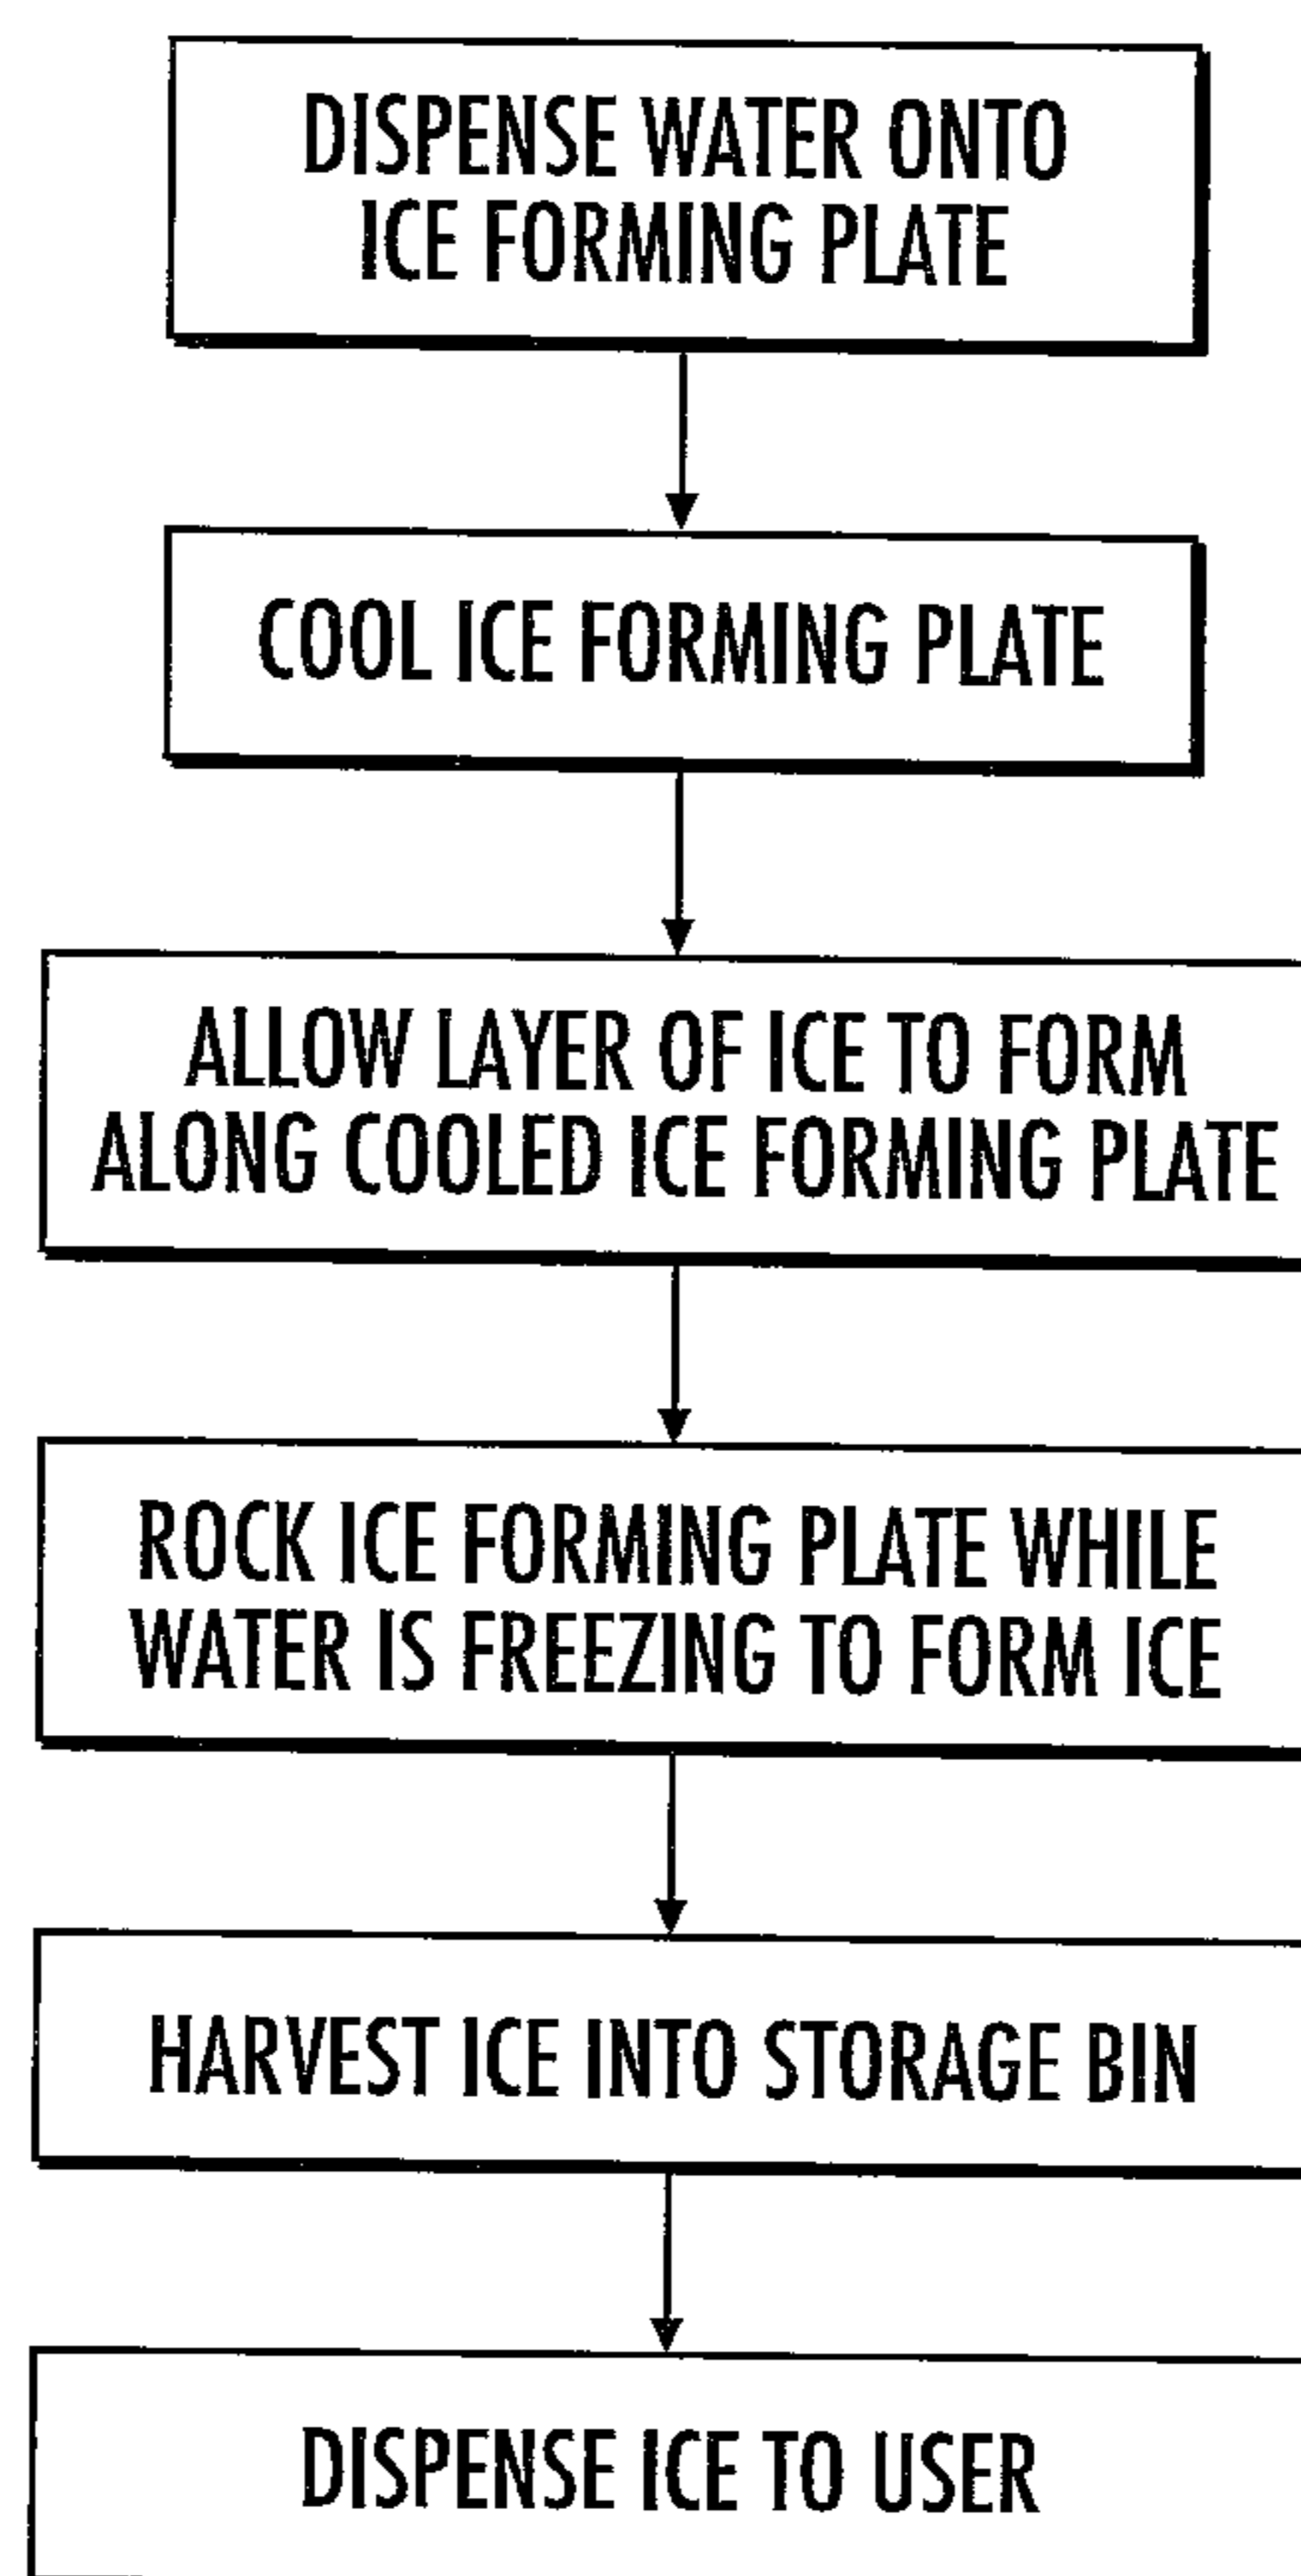 DISPENSE WATER ONTO
ICE FORMING PLATE
COOL ICE FORMING PLATE
ALLOW LAYER OF ICE TO FORM
ALONG COOLED ICE FORMING PLATE
ROCK ICE FORMING PLATE WHILE
WATER IS FREEZING TO FORM ICE
HARVEST ICE INTO STORAGE BIN
DISPENSE ICE TO USER